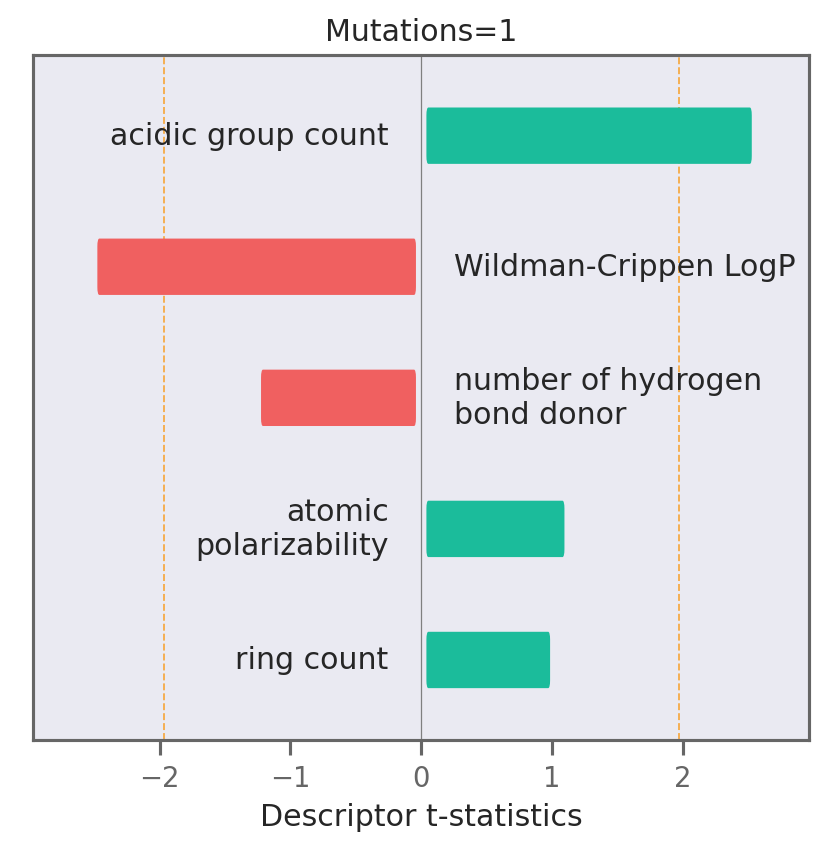 Mutations=1
acidic group count
Wildman-Crippen LogP
number of hydrogen
bond donor
atomic
polarizability
ring count
−2 −1 0 1 2
Descriptor t-statistics